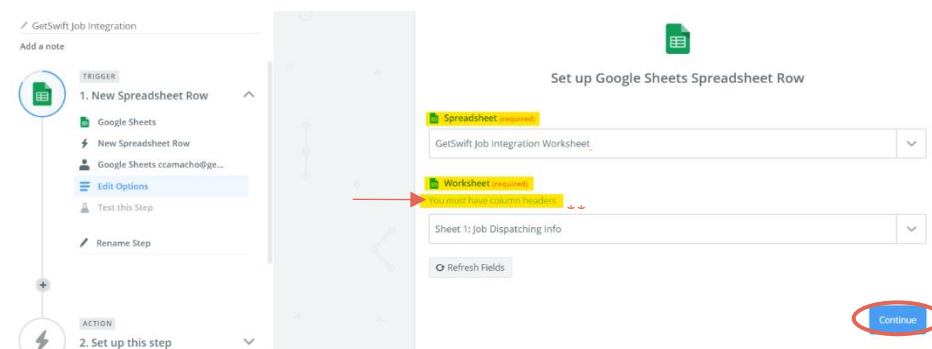 GetSwift Job Integration
Add a note
TRIGGER
1. New Spreadsheet Row
Google Sheets
New Spreadsheet Row
Google Sheets ccamacho@ge...
Edit Options
Test this Step
Rename Step
ACTION
2. Set up this step
Set up Google Sheets Spreadsheet Row
Spreadsheet (required)
GetSwift Job Integration Worksheet
Worksheet (required)
You must have column headers **
Sheet 1: Job Dispatching Info
Refresh Fields
Continue